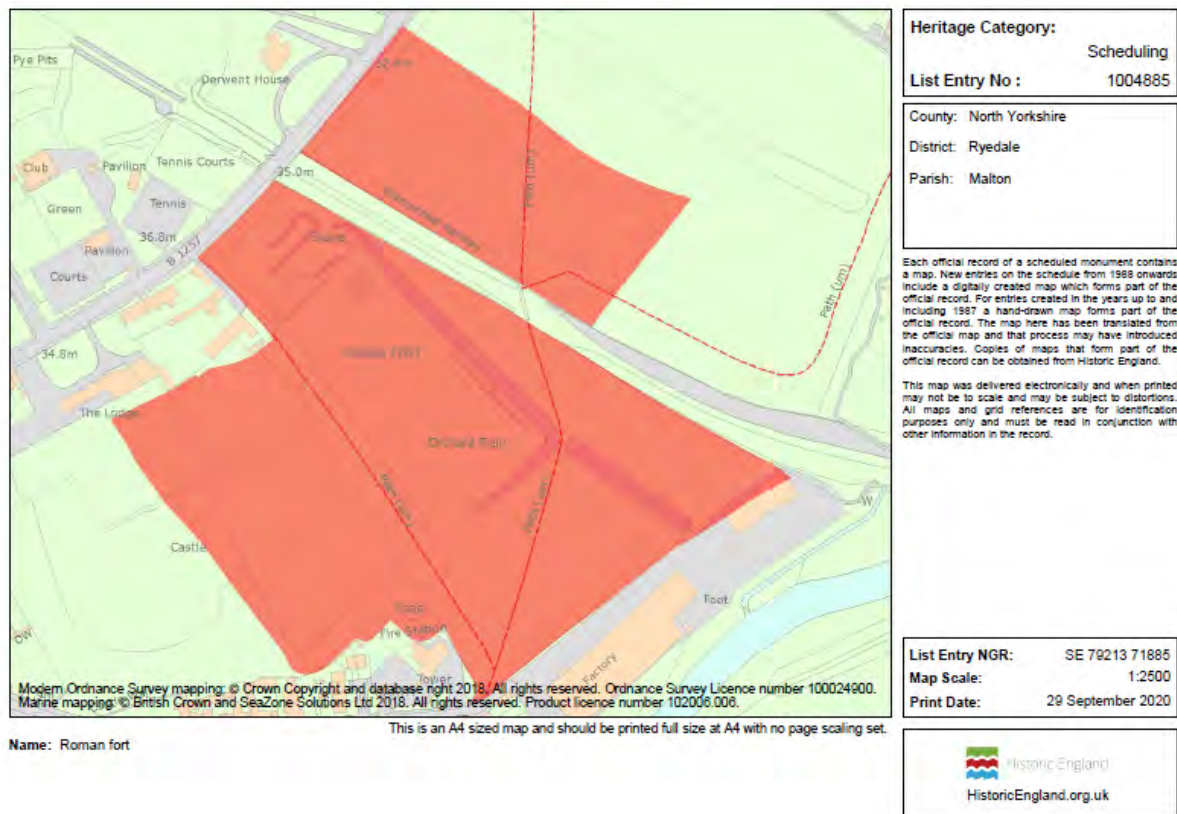 Pye Pits
Derwent House
32.6m
Club
Pavilion
Tennis Courts
35.0m
Green
Tennis
Path (um)
Dismantled Railway
36.8m
Pavilion
B 1257
Courts
Path (um)
34.8m
ROMAN FORT
The Lodge
Orchard Field
Path (um)
Path (um)
W
Castle
Foot
Fire Station
DW
Tower
Factory
Modern Ordnance Survey mapping: © Crown Copyright and database right 2018. All rights reserved. Ordnance Survey Licence number 100024900.
Marine mapping: © British Crown and SeaZone Solutions Ltd 2018. All rights reserved. Product licence number 102006.006.
This is an A4 sized map and should be printed full size at A4 with no page scaling set.
Name: Roman fort
Heritage Category:
Scheduling
List Entry No : 1004885
County: North Yorkshire
District: Ryedale
Parish: Malton
Each official record of a scheduled monument contains
a map. New entries on the schedule from 1988 onwards
include a digitally created map which forms part of the
official record. For entries created in the years up to and
including 1987 a hand-drawn map forms part of the
official record. The map here has been translated from
the official map and that process may have introduced
inaccuracies. Copies of maps that form part of the
official record can be obtained from Historic England.
This map was delivered electronically and when printed
may not be to scale and may be subject to distortions.
All maps and grid references are for identification
purposes only and must be read in conjunction with
other information in the record.
List Entry NGR: SE 79213 71885
Map Scale: 1:2500
Print Date: 29 September 2020
Historic England
HistoricEngland.org.uk